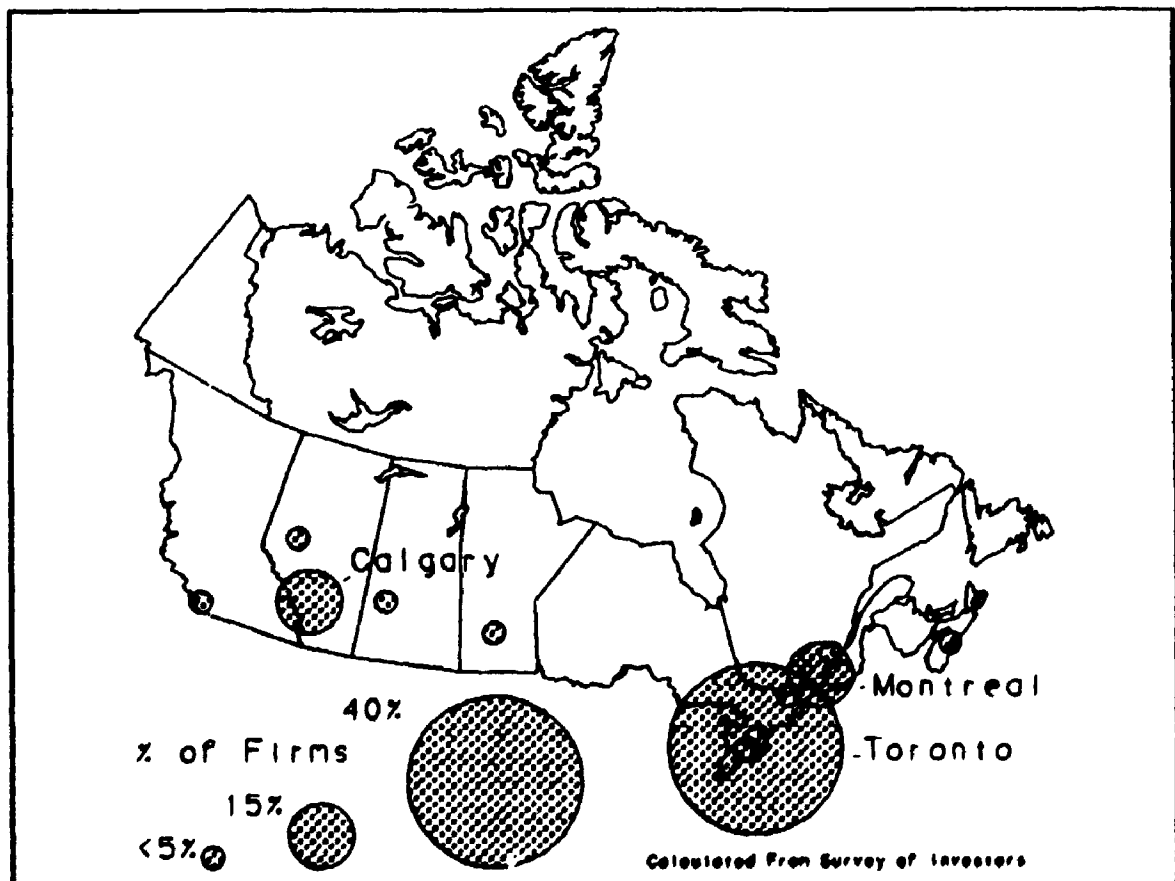 Calgary
Montreal
Toronto
40%
% of Firms
15%
<5%
Calculated From Survey of Investors